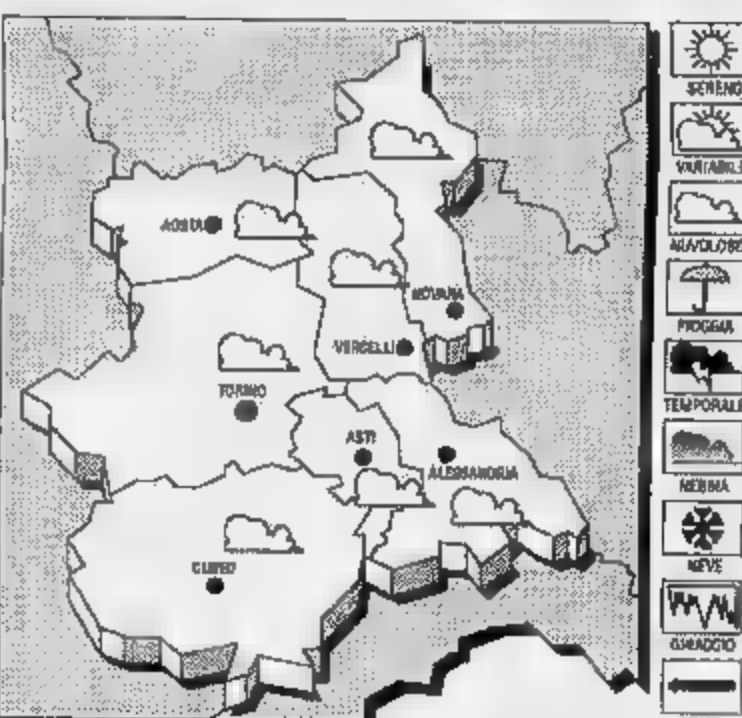 SERENO
VARIABILE
NUVOLOSO
AOSTA
PIOGGIA
NOVARA
VERCELLI
TEMPORALE
TORINO
ASTI
ALESSANDRIA
NEBBIA
CUNEO
NEVE
GHIACCIO